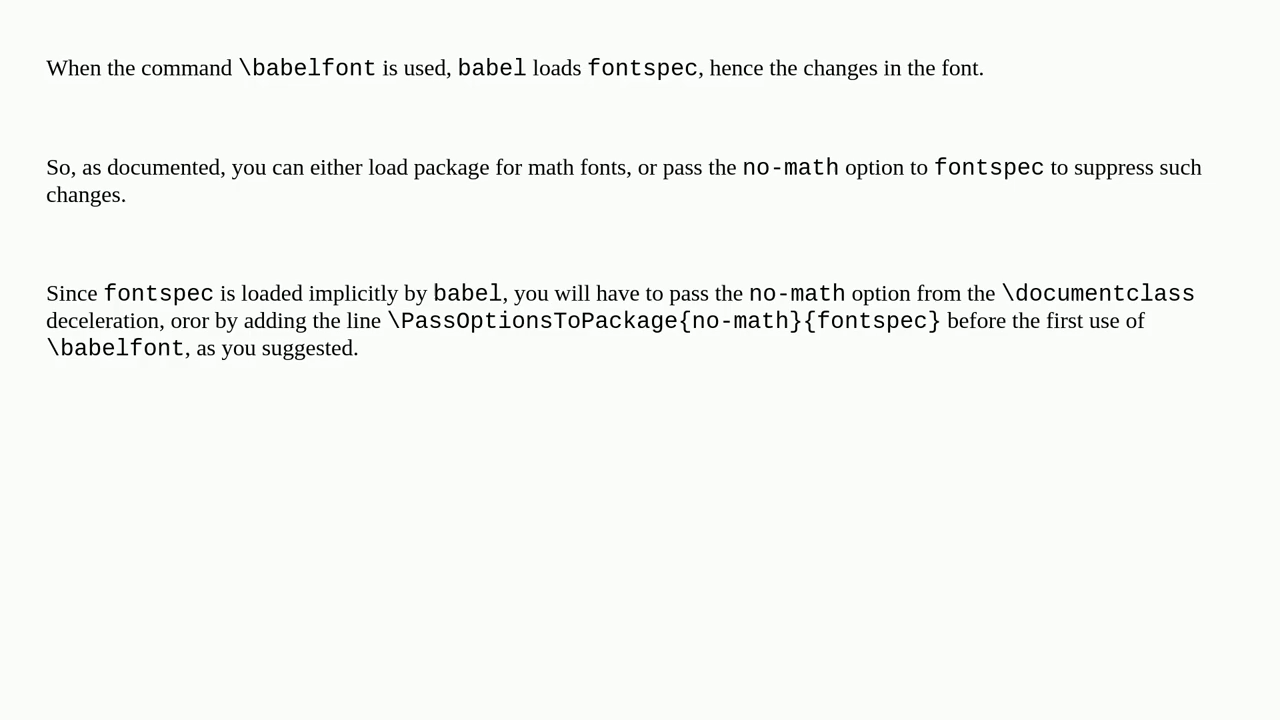 When the command \babelfont is used, babel loads fontspec, hence the changes in the font.
So, as documented, you can either load package for math fonts, or pass the no-math option to fontspec to suppress such
changes.
Since fontspec is loaded implicitly by babel, you will have to pass the no-math option from the \documentclass
deceleration, oror by adding the line \PassOptionsToPackage{no-math}{fontspec} before the first use of
\babelfont, as you suggested.